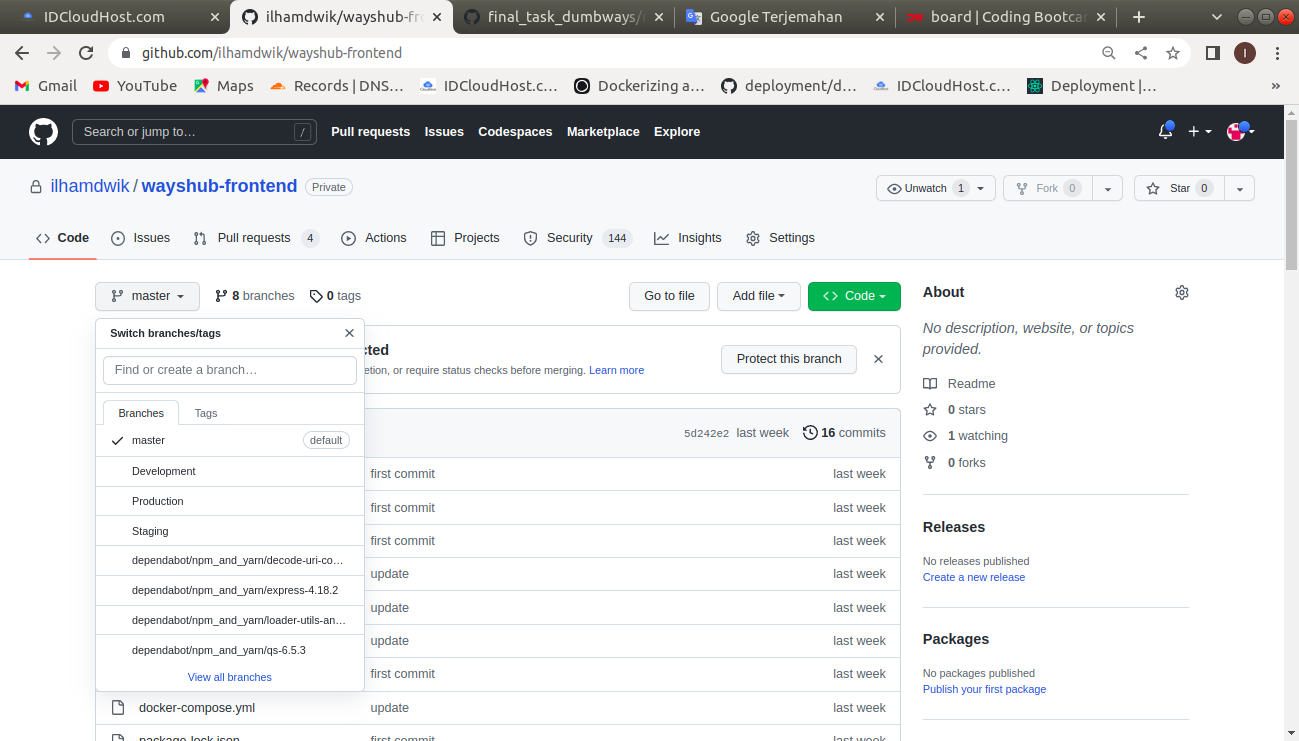 IDCloudHost.com
ilhamdwik/wayshub-fr
final_task_dumbways/
Google Terjemahan
board | Coding Bootcar
github.com/ilhamdwik/wayshub-frontend
I
Gmail
YouTube
Maps
Records | DNS…
IDCloudHost.c…
Dockerizing a…
deployment/d…
IDCloudHost.c…
Deployment |…
»
Search or jump to…
/
Pull requests
Issues
Codespaces
Marketplace
Explore
ilhamdwik / wayshub-frontend Private
Unwatch 1
Fork 0
Star 0
Code
Issues
Pull requests 4
Actions
Projects
Security 144
Insights
Settings
master
8 branches
0 tags
Go to file
Add file
Code
Switch branches/tags
Find or create a branch…
Branches
Tags
master default
Development
Production
Staging
dependabot/npm_and_yarn/decode-uri-co…
dependabot/npm_and_yarn/express-4.18.2
dependabot/npm_and_yarn/loader-utils-an…
dependabot/npm_and_yarn/qs-6.5.3
View all branches
cted
etion, or require status checks before merging. Learn more
Protect this branch
5d242e2 last week 16 commits
first commit last week
first commit last week
first commit last week
update last week
update last week
update last week
first commit last week
docker-compose.yml update last week
package-lock.json first commit last week
About
No description, website, or topics
provided.
Readme
0 stars
1 watching
0 forks
Releases
No releases published
Create a new release
Packages
No packages published
Publish your first package